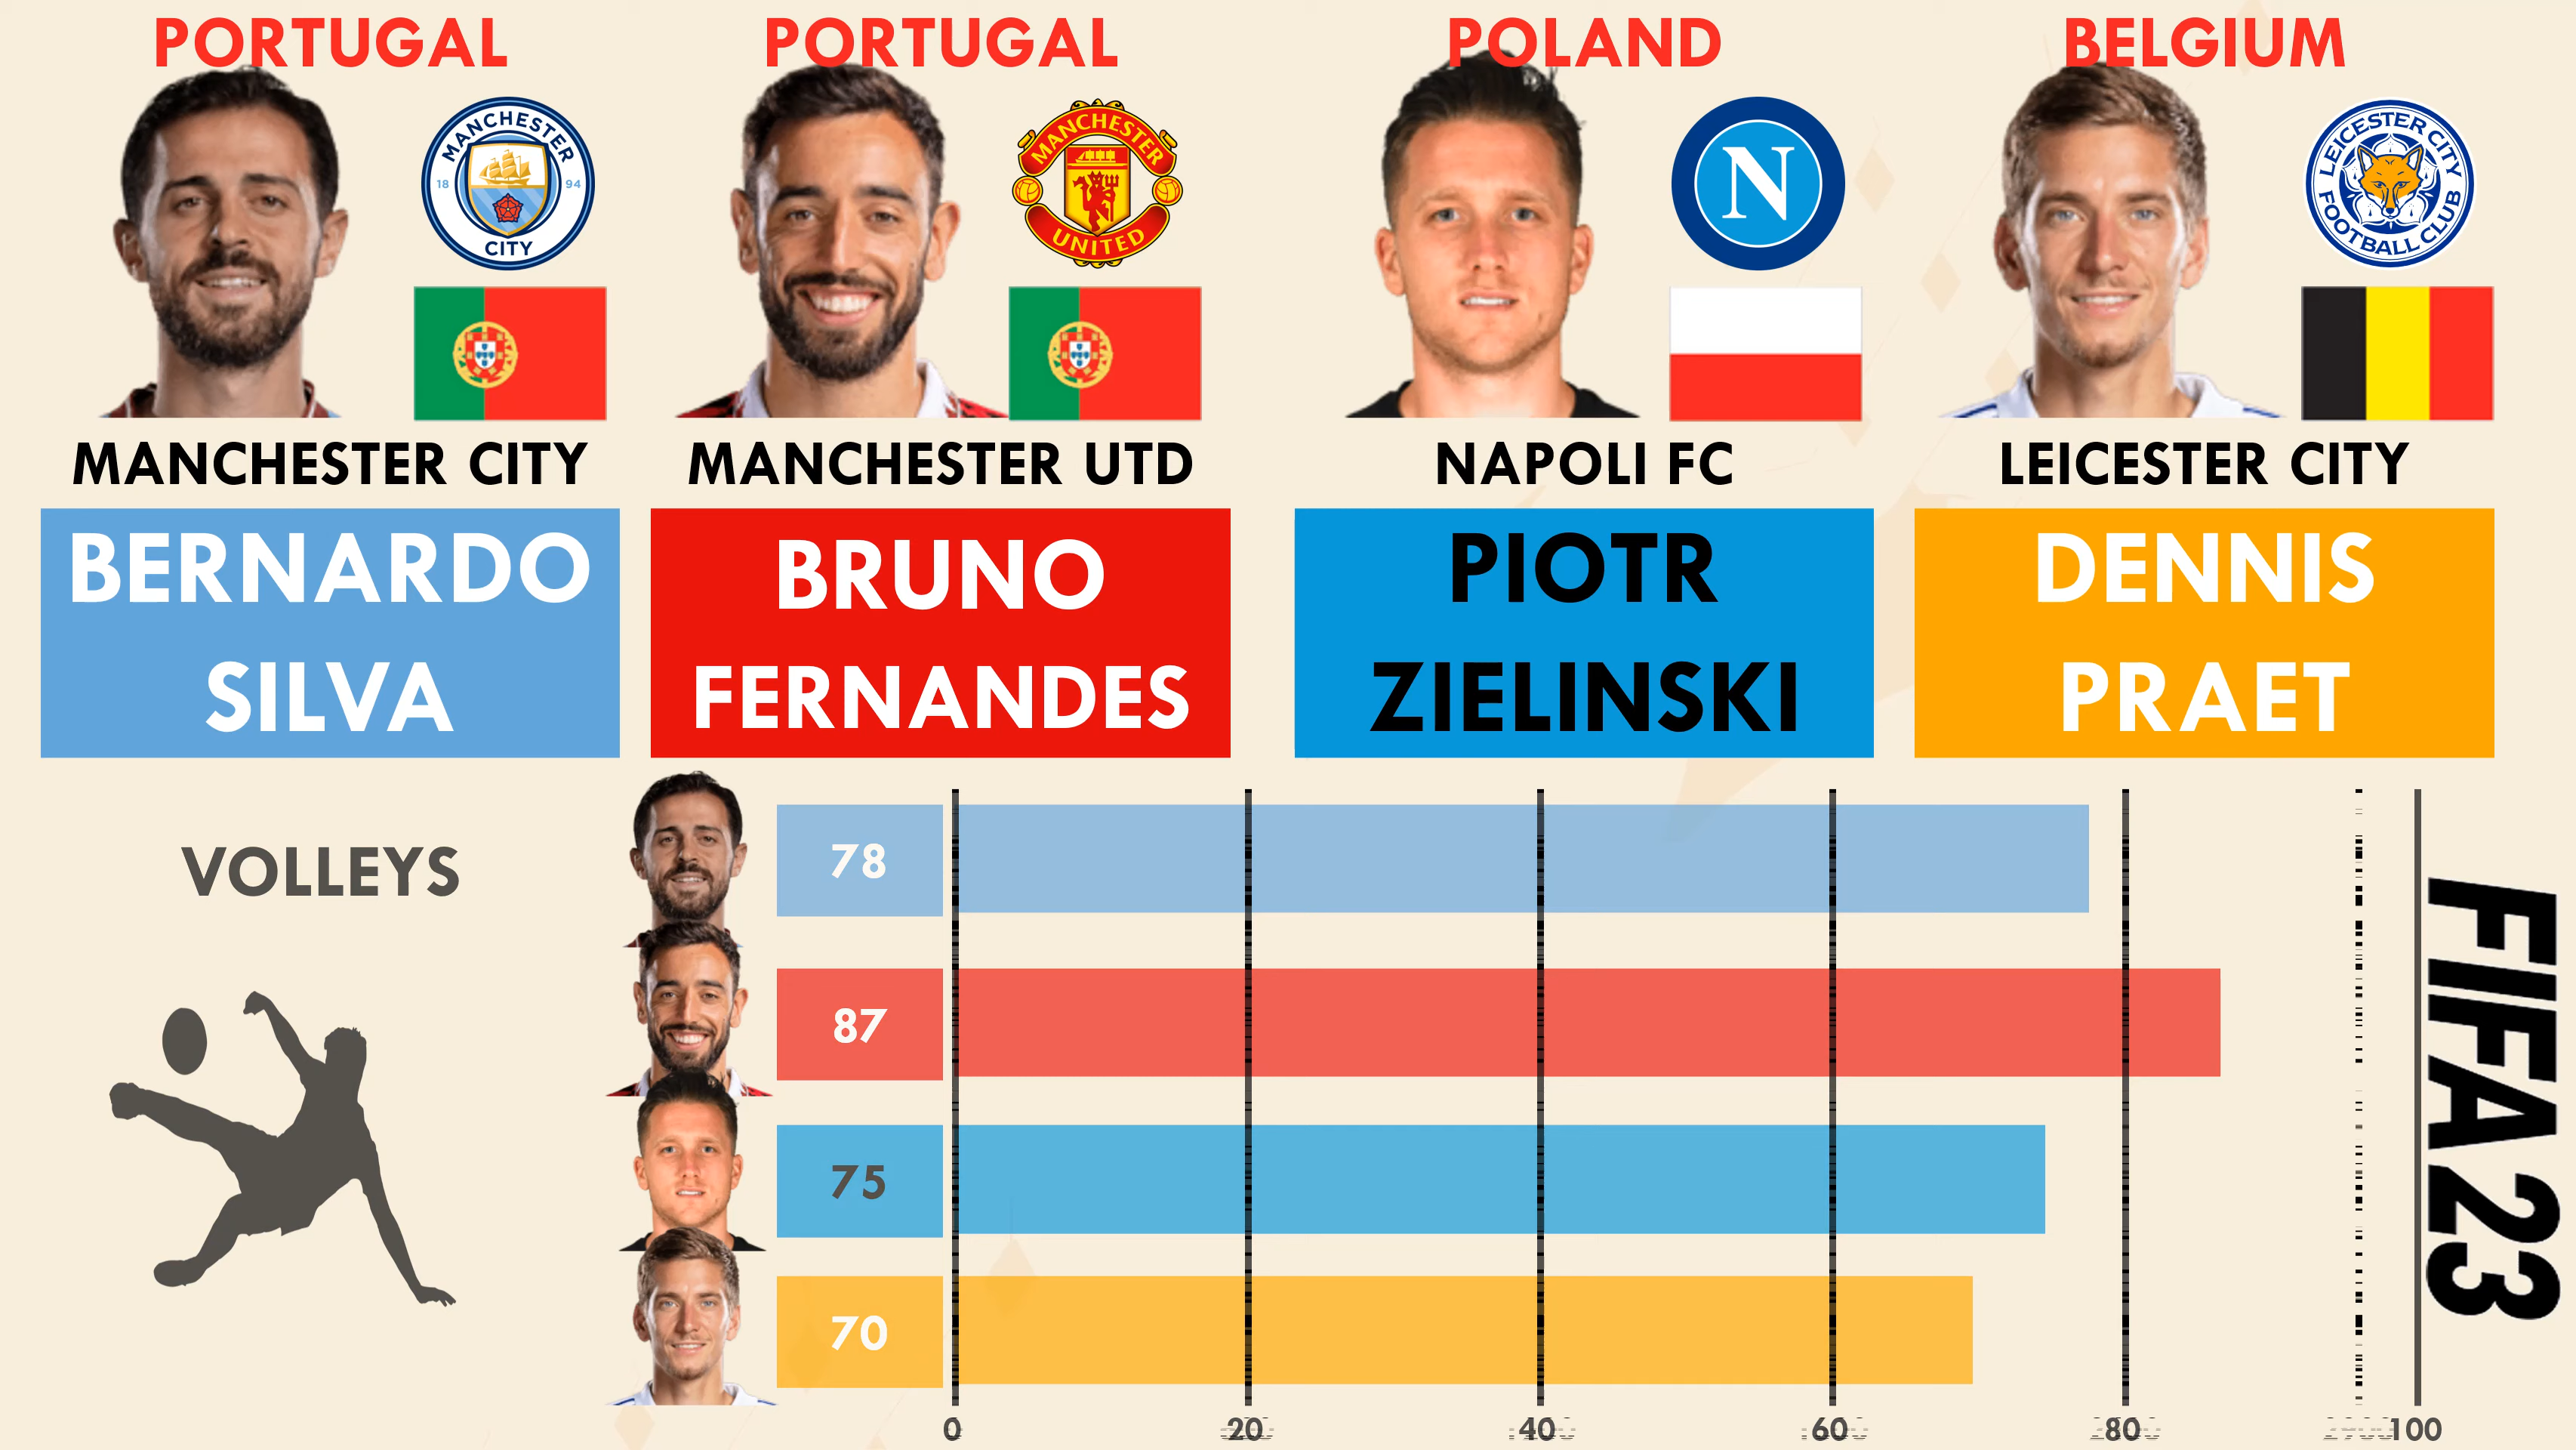 PORTUGAL
PORTUGAL
POLAND
BELGIUM
MANCHESTER
18 94
CITY
MANCHESTER
UNITED
N
LEICESTER CITY
FOOTBALL CLUB
MANCHESTER CITY
MANCHESTER UTD
NAPOLI FC
LEICESTER CITY
BERNARDO
SILVA
BRUNO
FERNANDES
PIOTR
ZIELINSKI
DENNIS
PRAET
VOLLEYS
78
87
75
70
0 20 40 60 80 100
FIFA 23